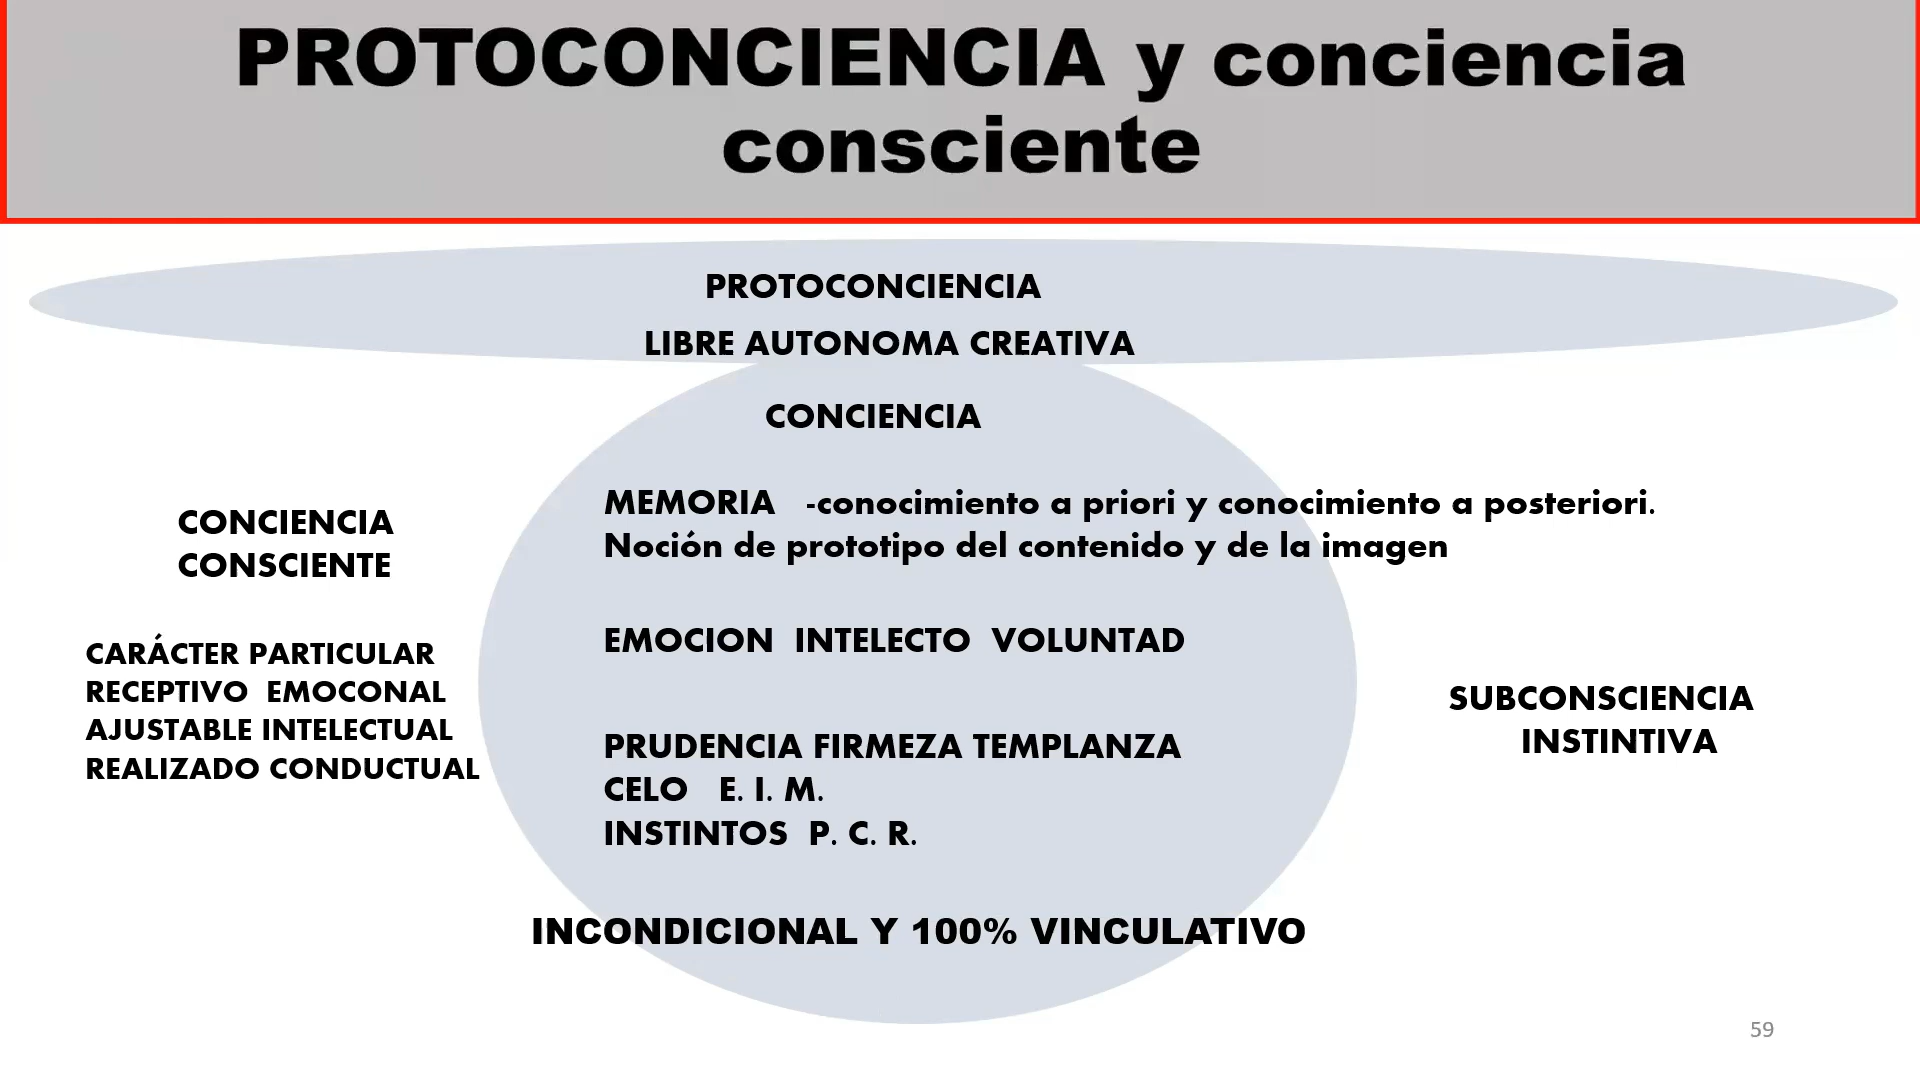 PROTOCONCIENCIA y conciencia
consciente
PROTOCONCIENCIA
LIBRE AUTONOMA CREATIVA
CONCIENCIA
MEMORIA -conocimiento a priori y conocimiento a posteriori.
Noción de prototipo del contenido y de la imagen
CONCIENCIA
CONSCIENTE
EMOCION INTELECTO VOLUNTAD
CARÁCTER PARTICULAR
RECEPTIVO EMOCONAL
AJUSTABLE INTELECTUAL
REALIZADO CONDUCTUAL
SUBCONSCIENCIA
INSTINTIVA
PRUDENCIA FIRMEZA TEMPLANZA
CELO E. I. M.
INSTINTOS P. C. R.
INCONDICIONAL Y 100% VINCULATIVO
59